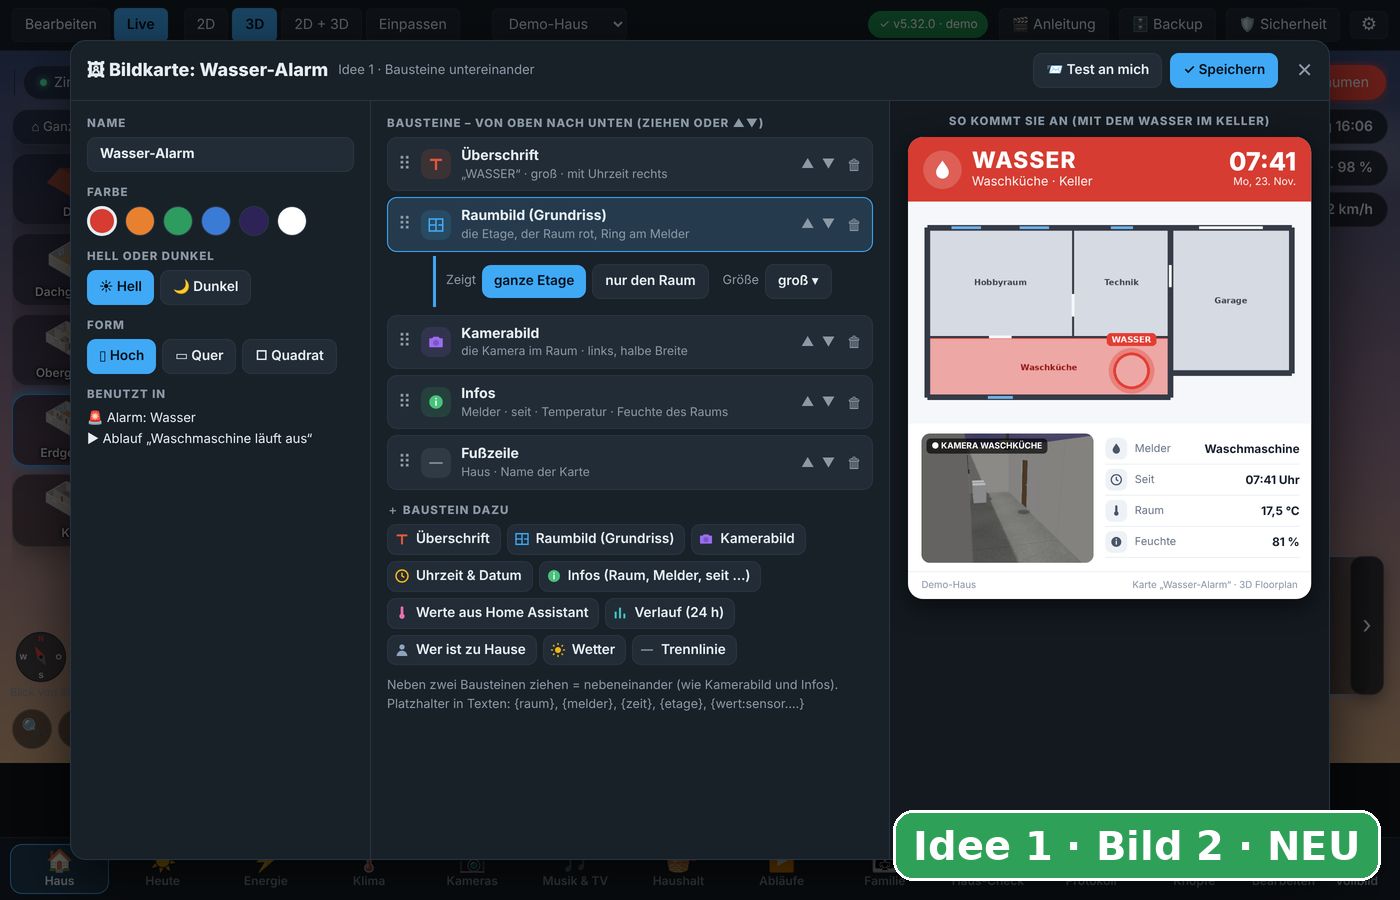 Bearbeiten Live 2D 3D 2D + 3D Einpassen Demo-Haus ✓ v5.32.0 · demo Anleitung Backup Sicherheit
Bildkarte: Wasser-Alarm Idee 1 · Bausteine untereinander Test an mich ✓ Speichern ✕
NAME
Wasser-Alarm
FARBE
HELL ODER DUNKEL
Hell Dunkel
FORM
Hoch Quer Quadrat
BENUTZT IN
Alarm: Wasser
▶ Ablauf „Waschmaschine läuft aus“
BAUSTEINE – VON OBEN NACH UNTEN (ZIEHEN ODER ▲▼)
Überschrift
„WASSER“ · groß · mit Uhrzeit rechts
Raumbild (Grundriss)
die Etage, der Raum rot, Ring am Melder
Zeigt ganze Etage nur den Raum Größe groß ▾
Kamerabild
die Kamera im Raum · links, halbe Breite
Infos
Melder · seit · Temperatur · Feuchte des Raums
Fußzeile
Haus · Name der Karte
+ BAUSTEIN DAZU
Überschrift Raumbild (Grundriss) Kamerabild
Uhrzeit & Datum Infos (Raum, Melder, seit ...)
Werte aus Home Assistant Verlauf (24 h)
Wer ist zu Hause Wetter Trennlinie
Neben zwei Bausteinen ziehen = nebeneinander (wie Kamerabild und Infos).
Platzhalter in Texten: {raum}, {melder}, {zeit}, {etage}, {wert:sensor....}
SO KOMMT SIE AN (MIT DEM WASSER IM KELLER)
WASSER 07:41
Waschküche · Keller Mo, 23. Nov.
Hobbyraum Technik Garage
WASSER
Waschküche
KAMERA WASCHKÜCHE
Melder Waschmaschine
Seit 07:41 Uhr
Raum 17,5 °C
Feuchte 81 %
Demo-Haus Karte „Wasser-Alarm“ · 3D Floorplan
16:06
98 %
2 km/h
W N O S
Idee 1 · Bild 2 · NEU
Haus Heute Energie Klima Kameras Musik & TV Haushalt Abläufe Familie